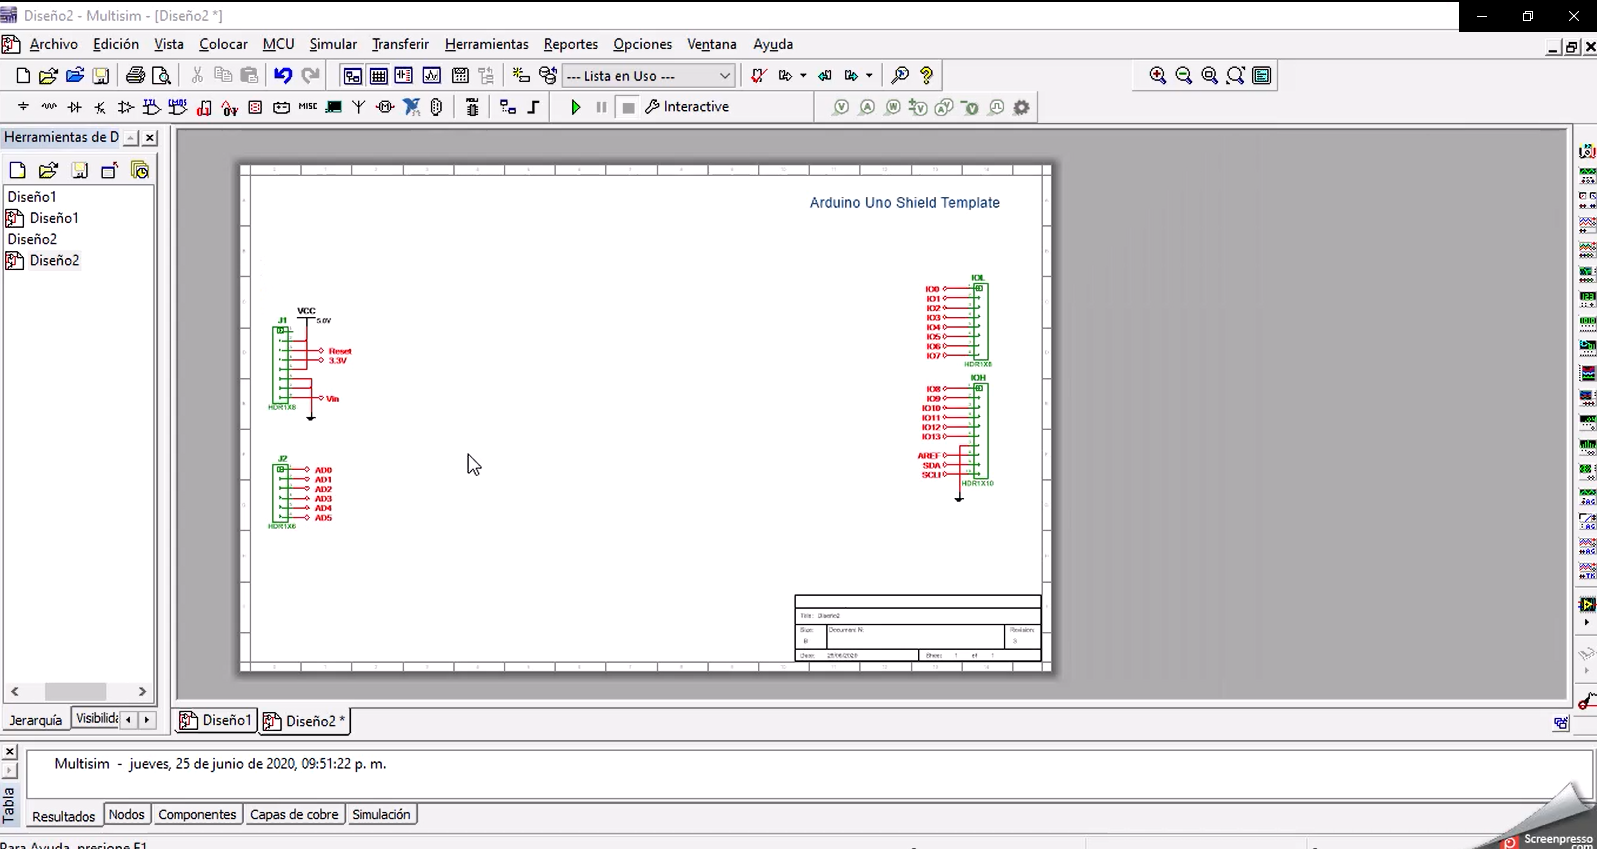 Diseño2 - Multisim - [Diseño2 *]
Archivo Edición Vista Colocar MCU Simular Transferir Herramientas Reportes Opciones Ventana Ayuda
--- Lista en Uso ---
MISC
Interactive
Herramientas de D
Diseño1
Diseño1
Diseño2
Diseño2
Arduino Uno Shield Template
VCC
5.0V
J1
Reset
3.3V
Vin
HDR1X8
J2
AD0
AD1
AD2
AD3
AD4
AD5
HDR1X6
IOL
IO0
IO1
IO2
IO3
IO4
IO5
IO6
IO7
HDR1X8
IOH
IO8
IO9
IO10
IO11
IO12
IO13
AREF
SDA
HDR1X10
Title: Diseño2
Size: Document N: Revision:
B 3
Date: 25/06/2020 Sheet 1 of 1
Jerarquía Visibilida
Diseño1 Diseño2 *
Multisim - jueves, 25 de junio de 2020, 09:51:22 p. m.
Tabla
Resultados Nodos Componentes Capas de cobre Simulación
Para Ayuda, presione F1
Screenpresso
.com